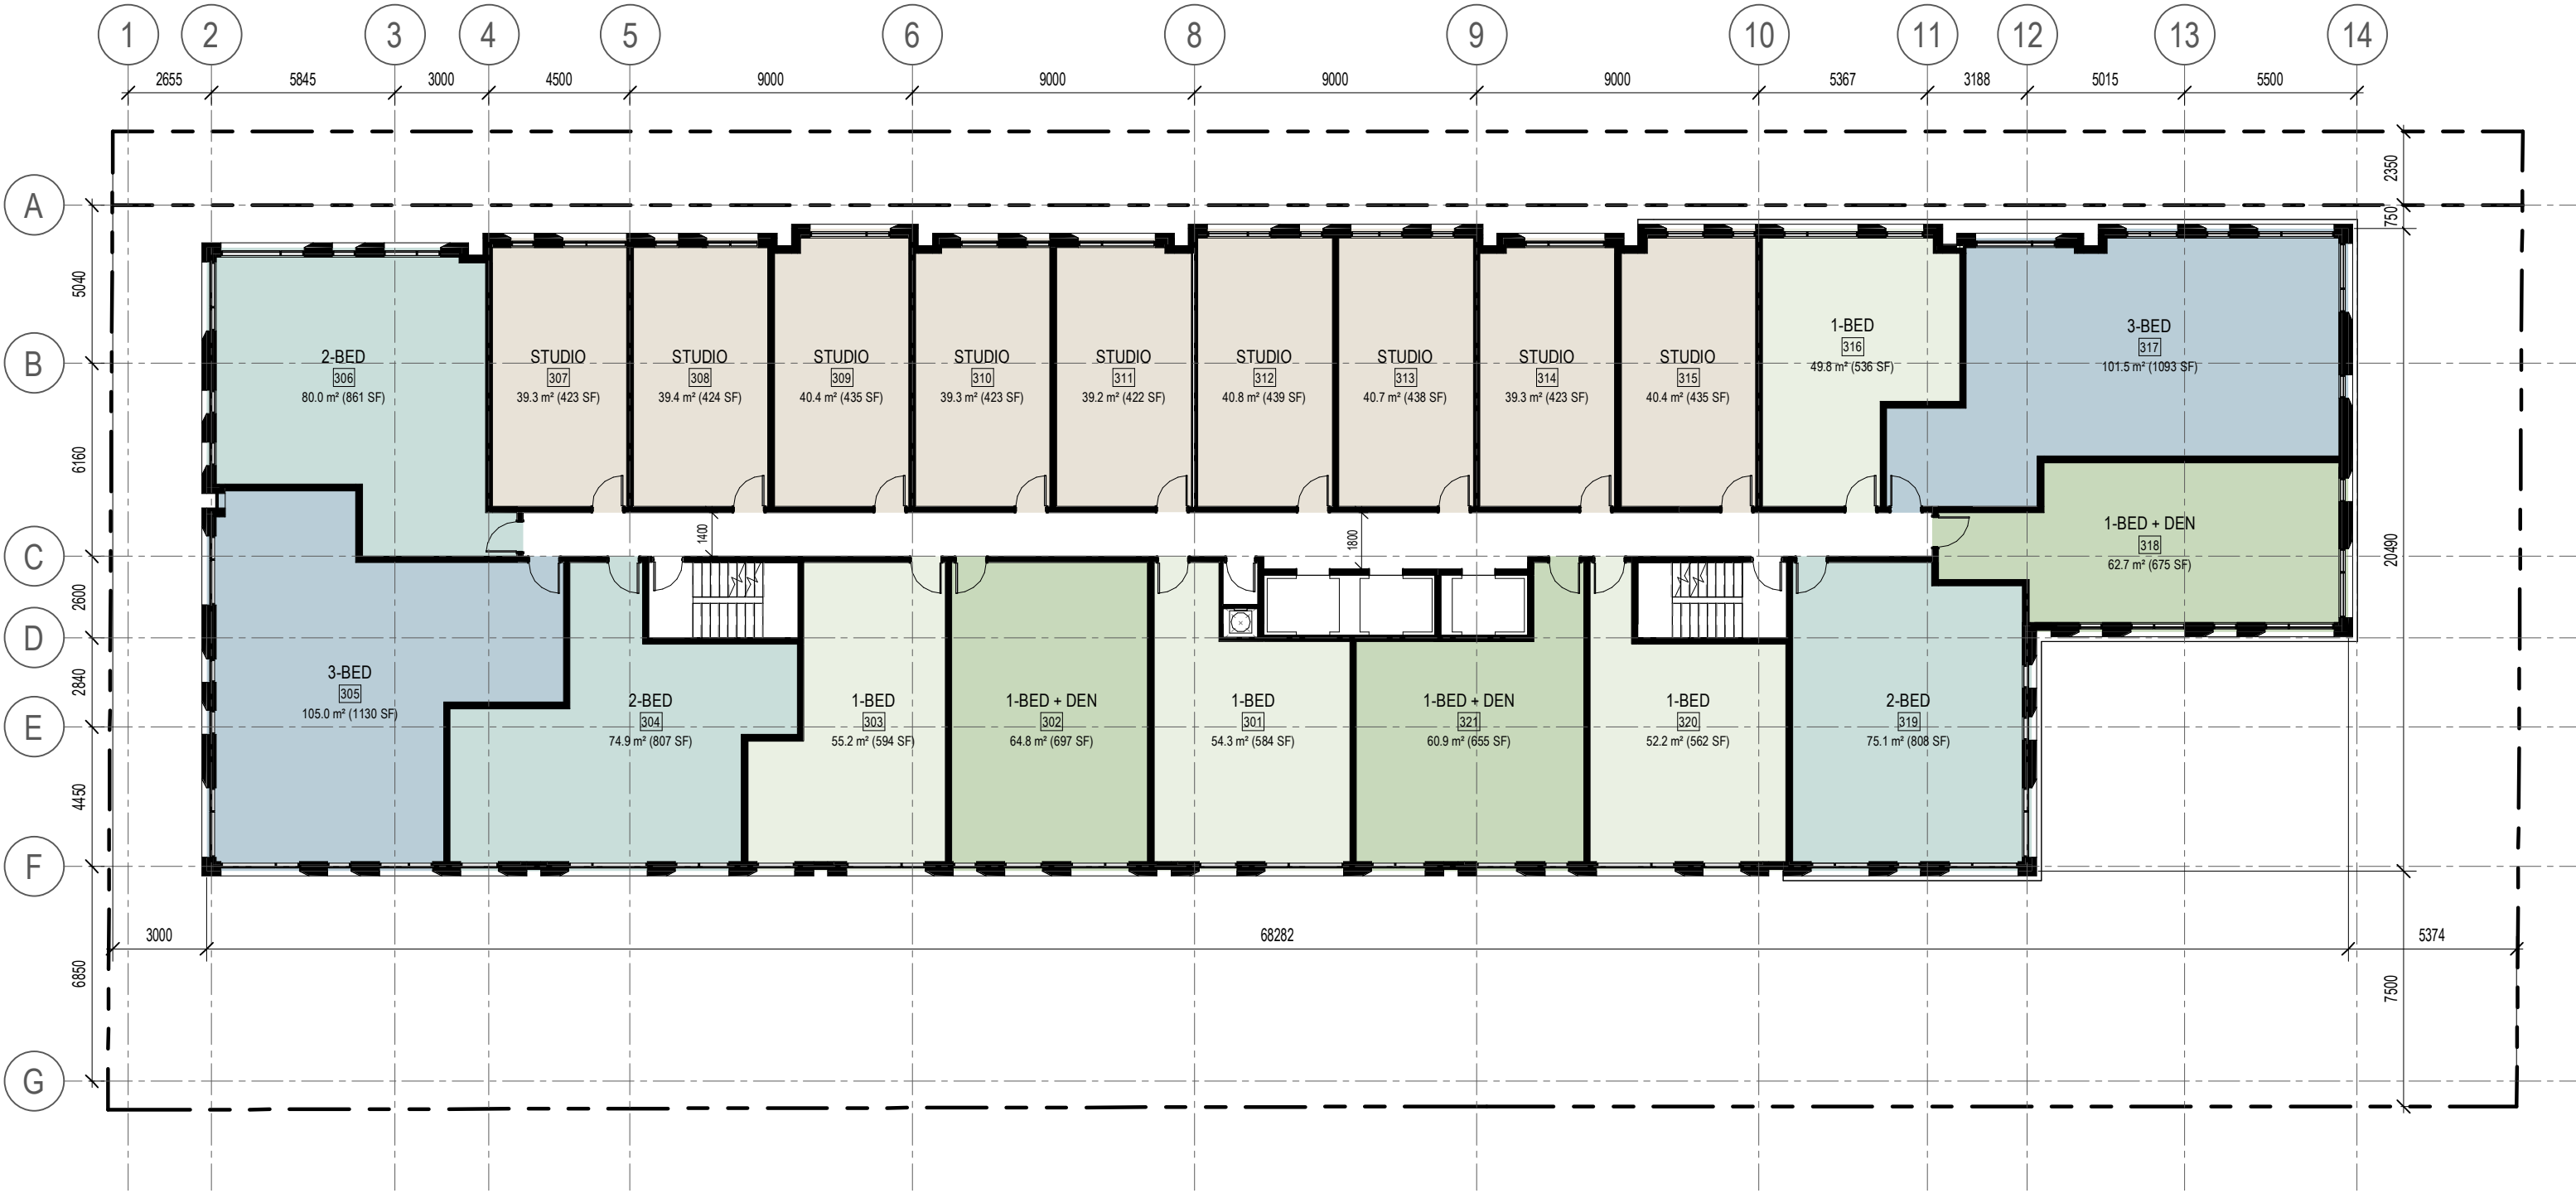 1 2 3 4 5 6 8 9 10 11 12 13 14
2655 5845 3000 4500 9000 9000 9000 9000 5367 3188 5015 5500
2350
A
750
5040
B
6160
C
2600
D
2840
E
4450
F
6850
G
20490
7500
2-BED
306
80.0 m² (861 SF)
STUDIO
307
39.3 m² (423 SF)
STUDIO
308
39.4 m² (424 SF)
STUDIO
309
40.4 m² (435 SF)
STUDIO
310
39.3 m² (423 SF)
STUDIO
311
39.2 m² (422 SF)
STUDIO
312
40.8 m² (439 SF)
STUDIO
313
40.7 m² (438 SF)
STUDIO
314
39.3 m² (423 SF)
STUDIO
315
40.4 m² (435 SF)
1-BED
316
49.8 m² (536 SF)
3-BED
317
101.5 m² (1093 SF)
1400
1800
1-BED + DEN
318
62.7 m² (675 SF)
3-BED
305
105.0 m² (1130 SF)
2-BED
304
74.9 m² (807 SF)
1-BED
303
55.2 m² (594 SF)
1-BED + DEN
302
64.8 m² (697 SF)
1-BED
301
54.3 m² (584 SF)
1-BED + DEN
321
60.9 m² (655 SF)
1-BED
320
52.2 m² (562 SF)
2-BED
319
75.1 m² (808 SF)
3000 68282 5374